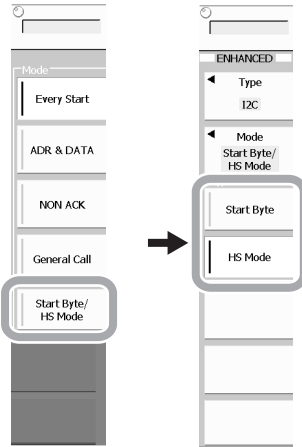 Mode
Every Start
ADR & DATA
NON ACK
General Call
Start Byte/
HS Mode
ENHANCED
Type
I2C
Mode
Start Byte/
HS Mode
Start Byte
HS Mode